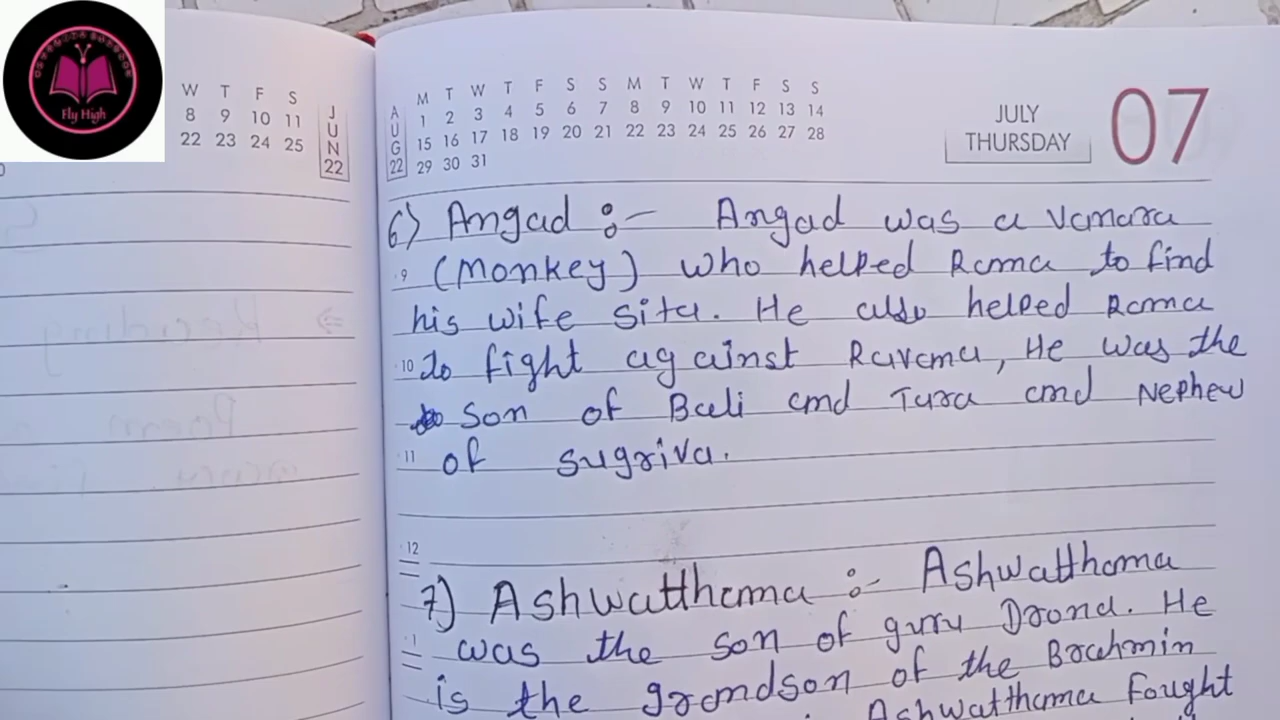 Fly High
W T F S
8 9 10 11
22 23 24 25
JUN 22
AUG 22
M T W T F S S M T W T F S S
1 2 3 4 5 6 7 8 9 10 11 12 13 14
15 16 17 18 19 20 21 22 23 24 25 26 27 28
29 30 31
JULY
THURSDAY
07
6) Angad :- Angad was a Vanara
9 (Monkey) who helped Rama to find
his wife Sita. He also helped Rama
10 to fight against Ravana, He was the
Son of Bali and Tara and Nephew
11 of Sugriva.
12
7) Ashwatthama :- Ashwatthama
1 was the son of guru Drona. He
is the grandson of the Brahmin
Ashwatthama Fought